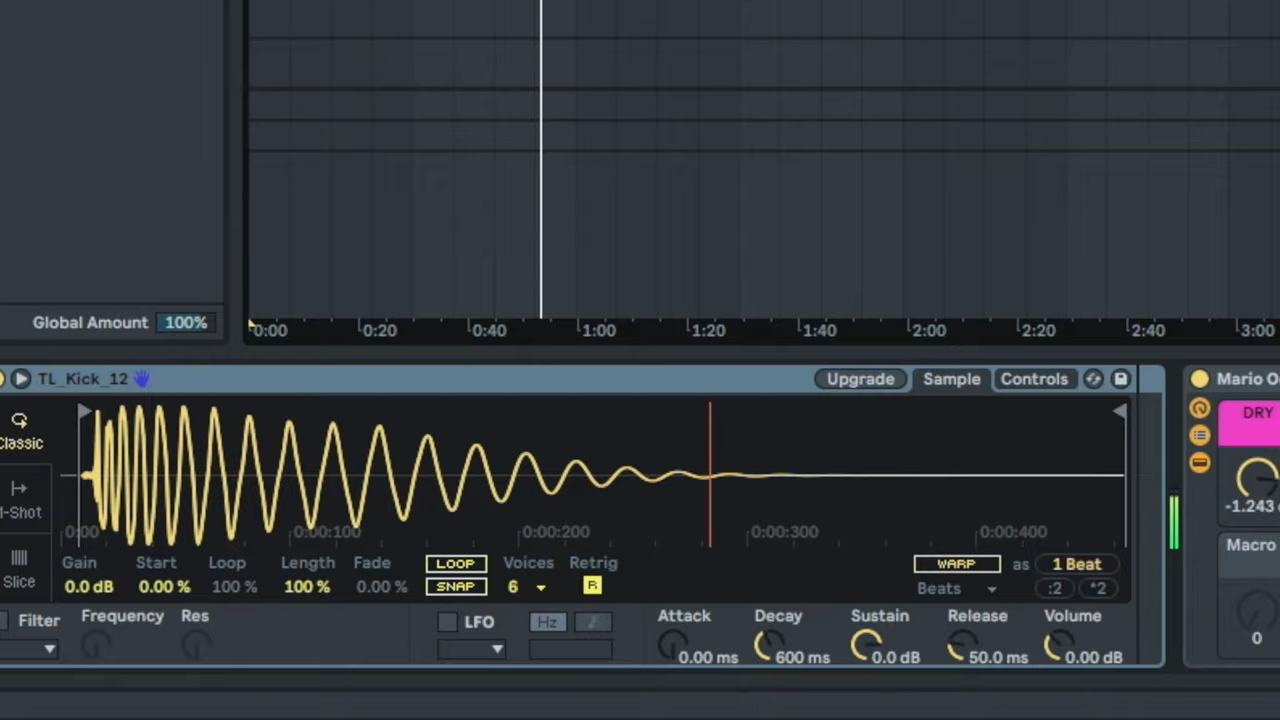 Global Amount 100%
0:00 0:20 0:40 1:00 1:20 1:40 2:00 2:20 2:40 3:00
TL_Kick_12 Upgrade Sample Controls Mario O
DRY
Classic
1-Shot
-1.243
0:00 0:00:100 0:00:200 0:00:300 0:00:400
Gain Start Loop Length Fade LOOP Voices Retrig WARP as 1 Beat
Macro
Slice 0.0 dB 0.00 % 100 % 100 % 0.00 % SNAP 6 R Beats :2 *2
Filter Frequency Res LFO Hz Attack Decay Sustain Release Volume
0
0.00 ms 600 ms 0.0 dB 50.0 ms 0.00 dB